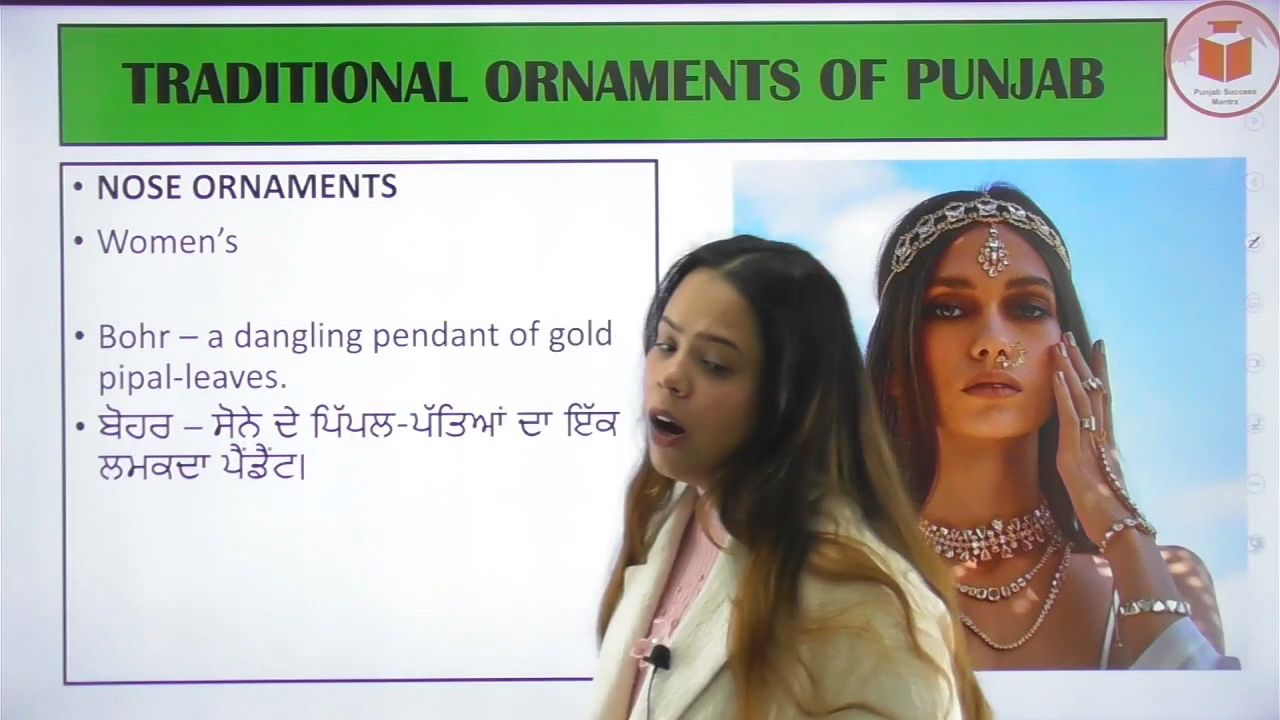 TRADITIONAL ORNAMENTS OF PUNJAB
Punjab Success
Mantra
• NOSE ORNAMENTS
• Women’s
• Bohr – a dangling pendant of gold
pipal-leaves.
• ਬੋਹਰ – ਸੋਨੇ ਦੇ ਪਿੱਪਲ-ਪੱਤਿਆਂ ਦਾ ਇੱਕ
ਲਮਕਦਾ ਪੈਂਡੈਂਟ।